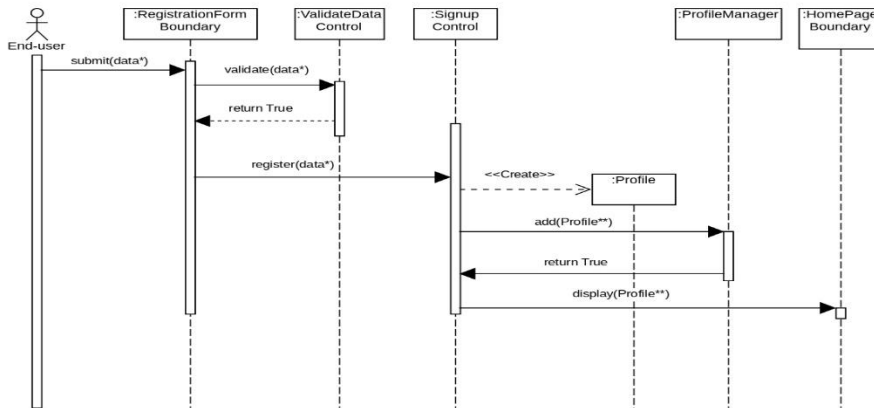 :RegistrationForm
Boundary
:ValidateData
Control
:Signup
Control
:ProfileManager
:HomePage
Boundary
End-user
submit(data*)
validate(data*)
return True
register(data*)
<<Create>>
:Profile
add(Profile**)
return True
display(Profile**)